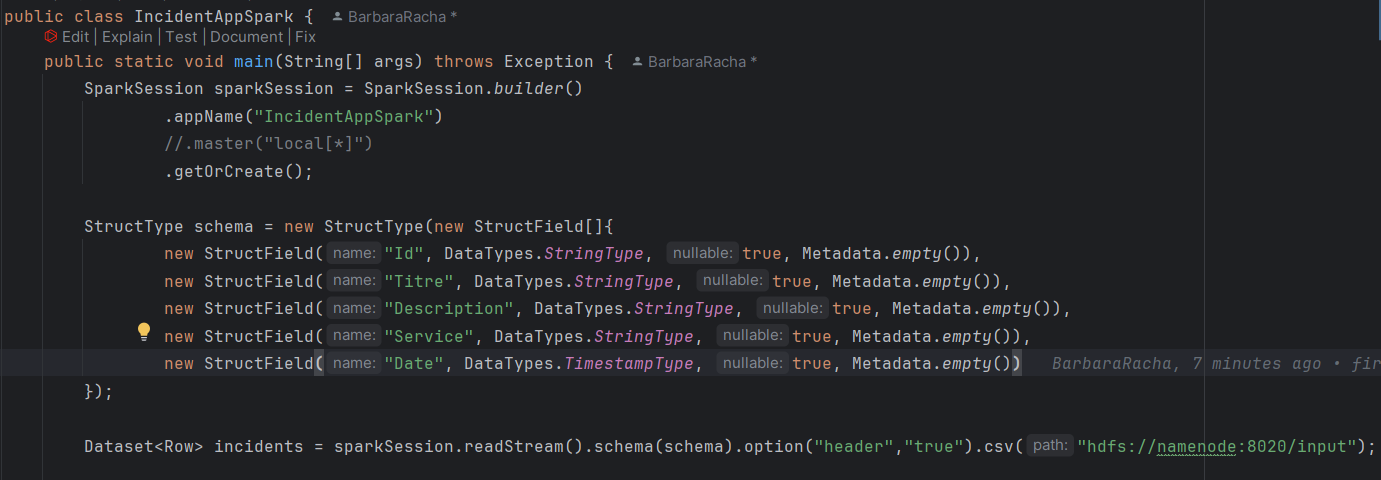 public class IncidentAppSpark { BarbaraRacha *
Edit | Explain | Test | Document | Fix
public static void main(String[] args) throws Exception { BarbaraRacha *
SparkSession sparkSession = SparkSession.builder()
.appName("IncidentAppSpark")
//.master("local[*]")
.getOrCreate();
StructType schema = new StructType(new StructField[]{
new StructField( name: "Id", DataTypes.StringType, nullable: true, Metadata.empty()),
new StructField( name: "Titre", DataTypes.StringType, nullable: true, Metadata.empty()),
new StructField( name: "Description", DataTypes.StringType, nullable: true, Metadata.empty()),
new StructField( name: "Service", DataTypes.StringType, nullable: true, Metadata.empty()),
new StructField( name: "Date", DataTypes.TimestampType, nullable: true, Metadata.empty()) BarbaraRacha, 7 minutes ago • fir
});
Dataset<Row> incidents = sparkSession.readStream().schema(schema).option("header","true").csv( path: "hdfs://namenode:8020/input");